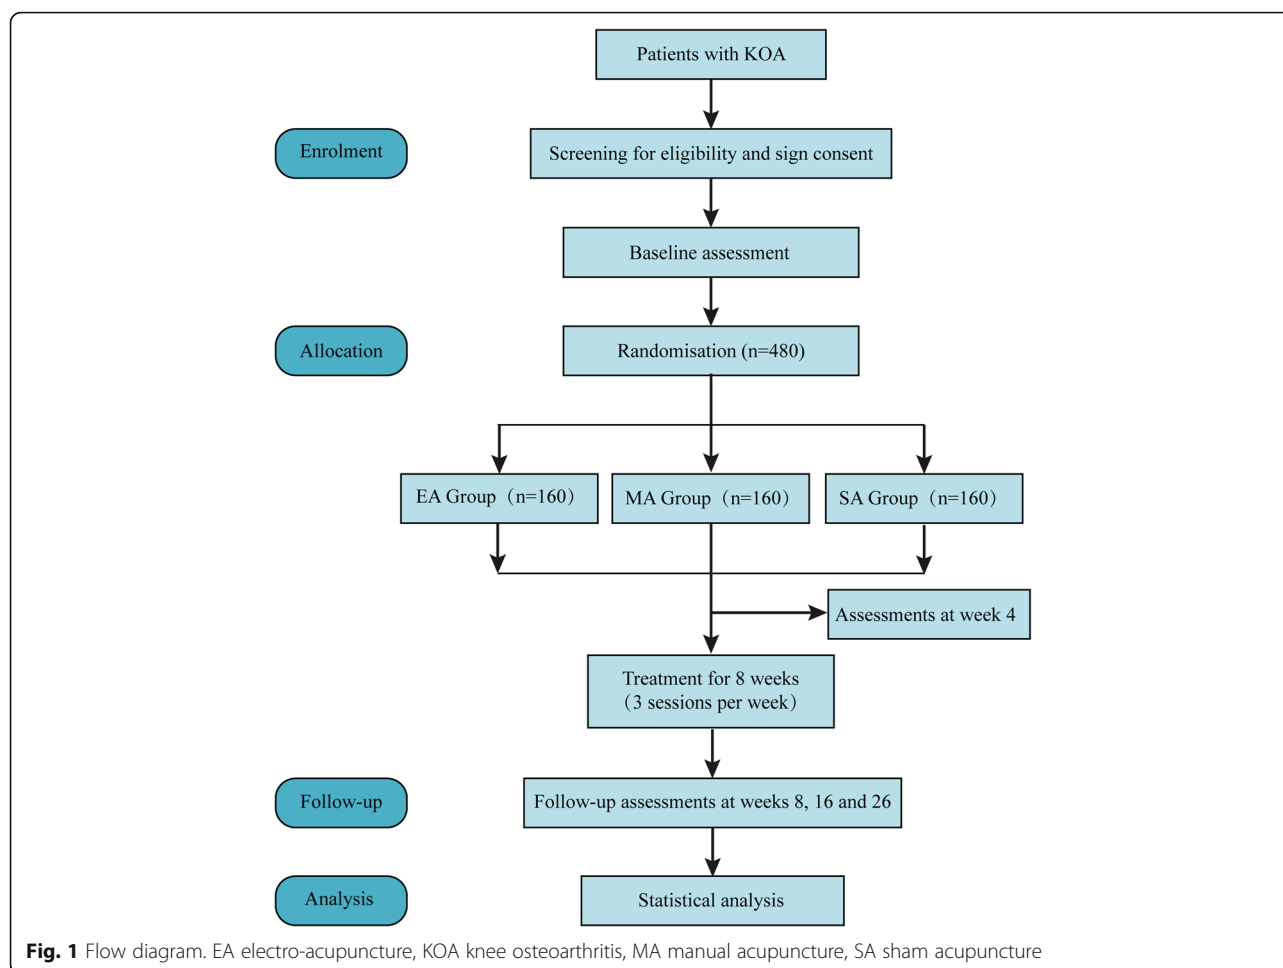 Patients with KOA
Enrolment
Screening for eligibility and sign consent
Baseline assessment
Allocation
Randomisation (n=480)
EA Group（n=160）
MA Group（n=160）
SA Group（n=160）
Assessments at week 4
Treatment for 8 weeks
（3 sessions per week）
Follow-up
Follow-up assessments at weeks 8, 16 and 26
Analysis
Statistical analysis
Fig. 1 Flow diagram. EA electro-acupuncture, KOA knee osteoarthritis, MA manual acupuncture, SA sham acupuncture